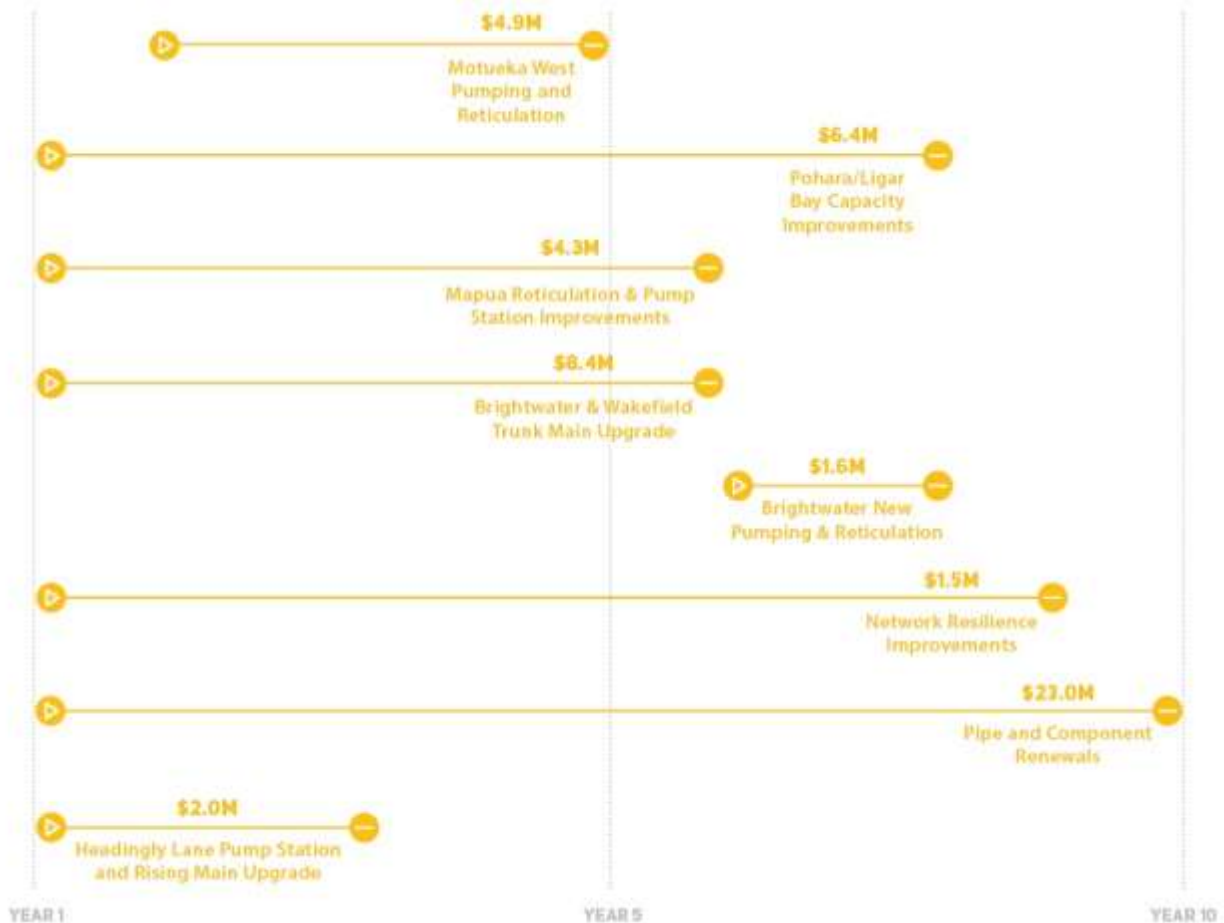 $4.9M
Motueka West
Pumping and
Reticulation
$6.4M
Pohara/Ligar
Bay Capacity
Improvements
$4.3M
Mapua Reticulation & Pump
Station Improvements
$8.4M
Brightwater & Wakefield
Trunk Main Upgrade
$1.6M
Brightwater New
Pumping & Reticulation
$1.5M
Network Resilience
Improvements
$23.0M
Pipe and Component
Renewals
$2.0M
Headingly Lane Pump Station
and Rising Main Upgrade
YEAR 1
YEAR 5
YEAR 10